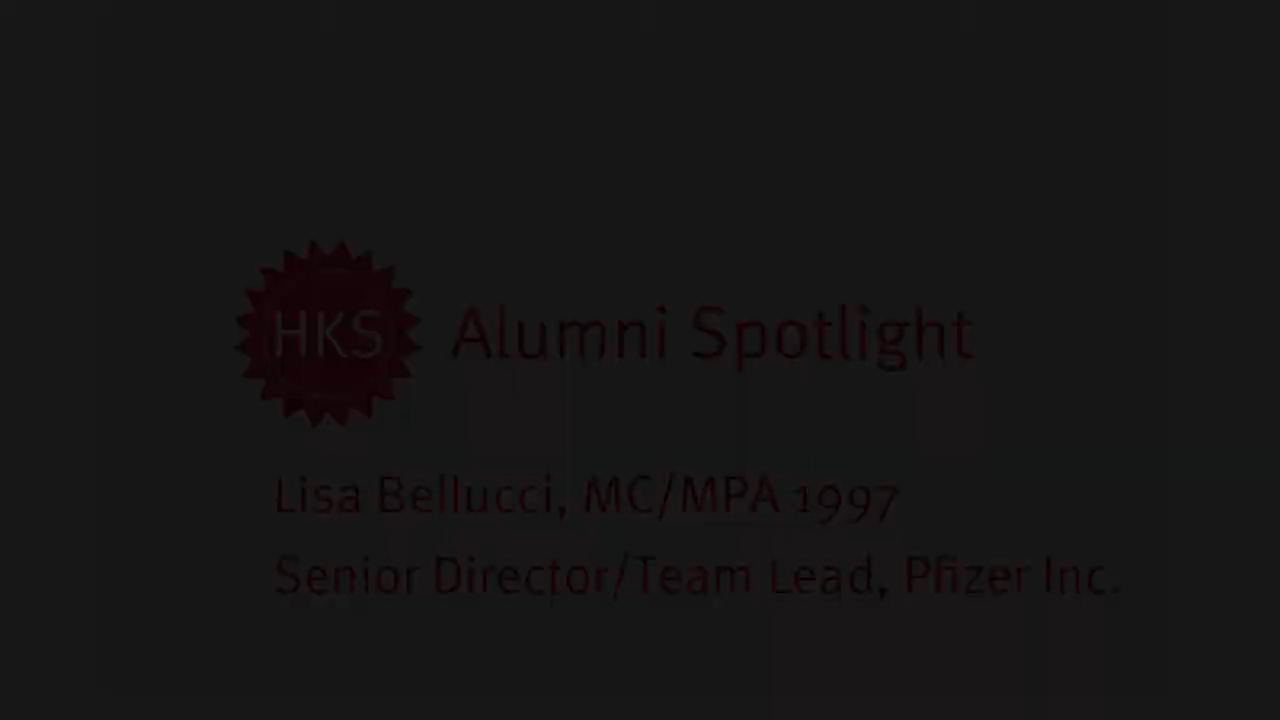 HKS Alumni Spotlight
Lisa Bellucci, MC/MPA 1997
Senior Director/Team Lead, Pfizer Inc.